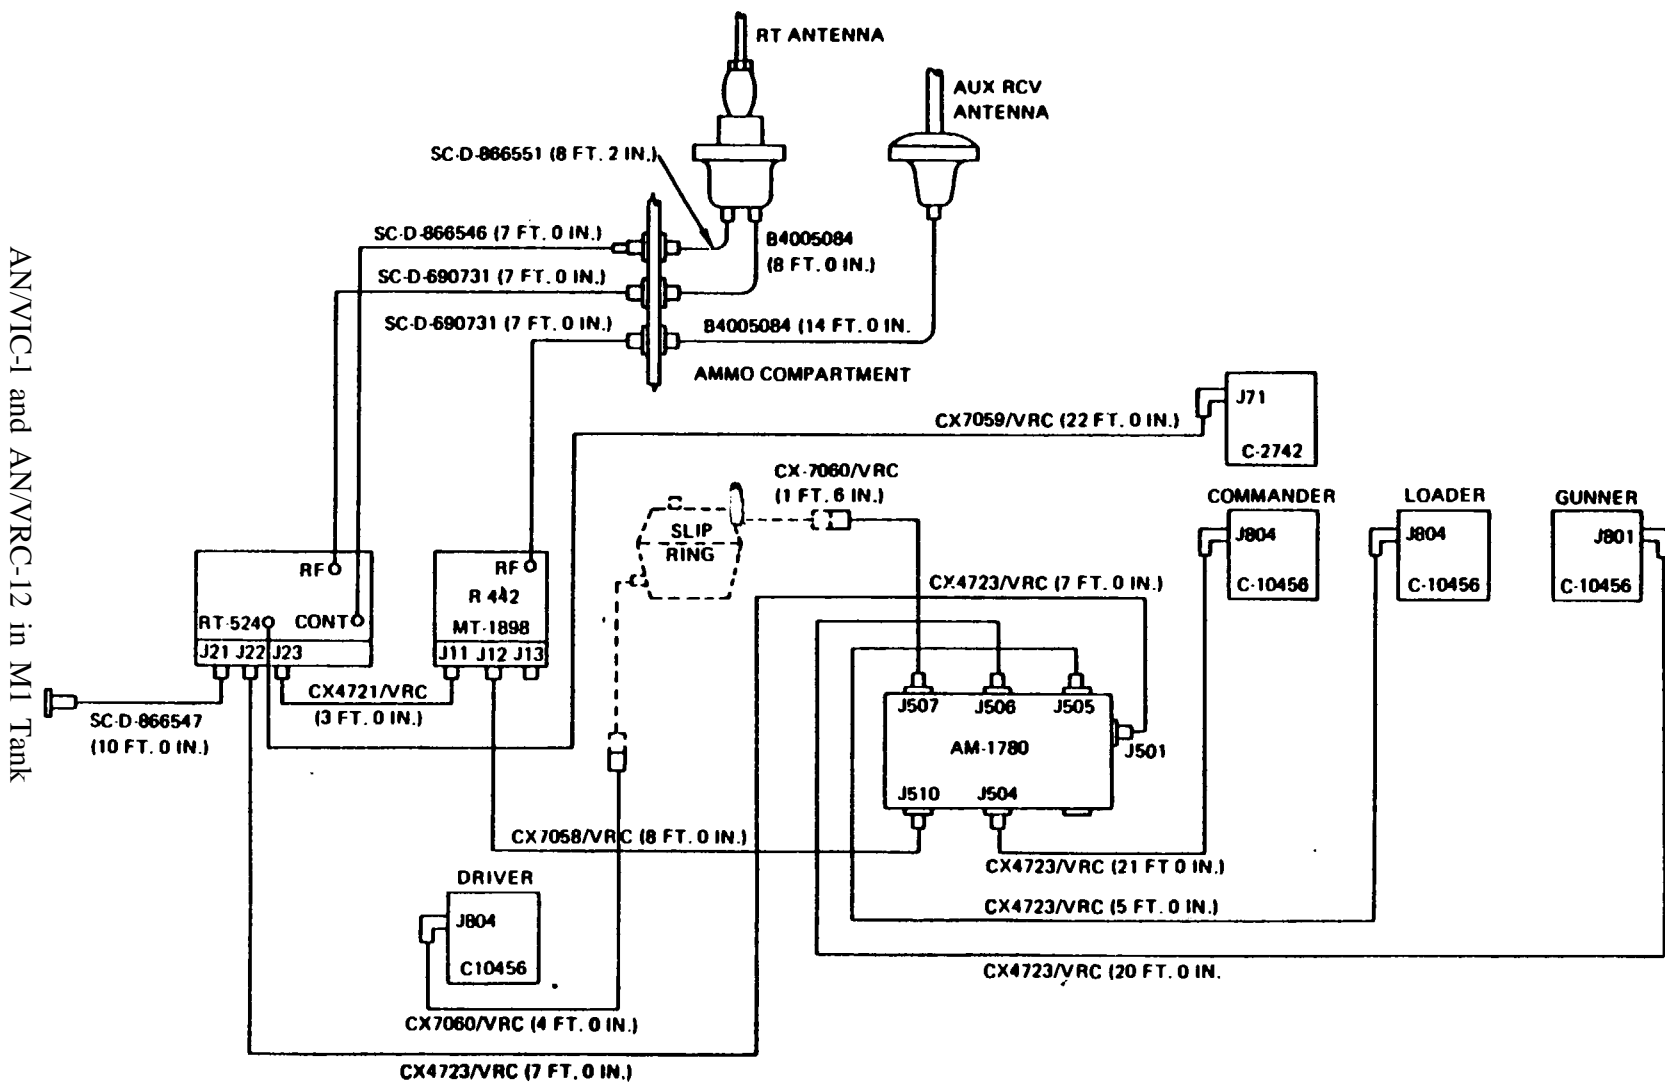 AN/VIC-1 and AN/VRC-12 in M1 Tank
RT ANTENNA
AUX RCV
ANTENNA
SC-D-866551 (8 FT. 2 IN.)
SC-D-866546 (7 FT. 0 IN.)
B4005084
(8 FT. 0 IN.)
SC-D-690731 (7 FT. 0 IN.)
SC-D-690731 (7 FT. 0 IN.)
B4005084 (14 FT. 0 IN.
AMMO COMPARTMENT
CX7059/VRC (22 FT. 0 IN.)
J71
C-2742
CX-7060/VRC
(1 FT. 6 IN.)
SLIP
RING
COMMANDER
J804
C-10456
LOADER
J804
C-10456
GUNNER
J801
C-10456
CX4723/VRC (7 FT. 0 IN.)
RF
RT-524
CONT
J21 J22 J23
RF
R 442
MT-1898
J11 J12 J13
CX4721/VRC
(3 FT. 0 IN.)
SC-D-866547
(10 FT. 0 IN.)
J507 J506 J505
AM-1780
J501
J510 J504
CX7058/VRC (8 FT. 0 IN.)
CX4723/VRC (21 FT 0 IN.)
CX4723/VRC (5 FT. 0 IN.)
CX4723/VRC (20 FT. 0 IN.
DRIVER
J804
C10456
CX7060/VRC (4 FT. 0 IN.)
CX4723/VRC (7 FT. 0 IN.)